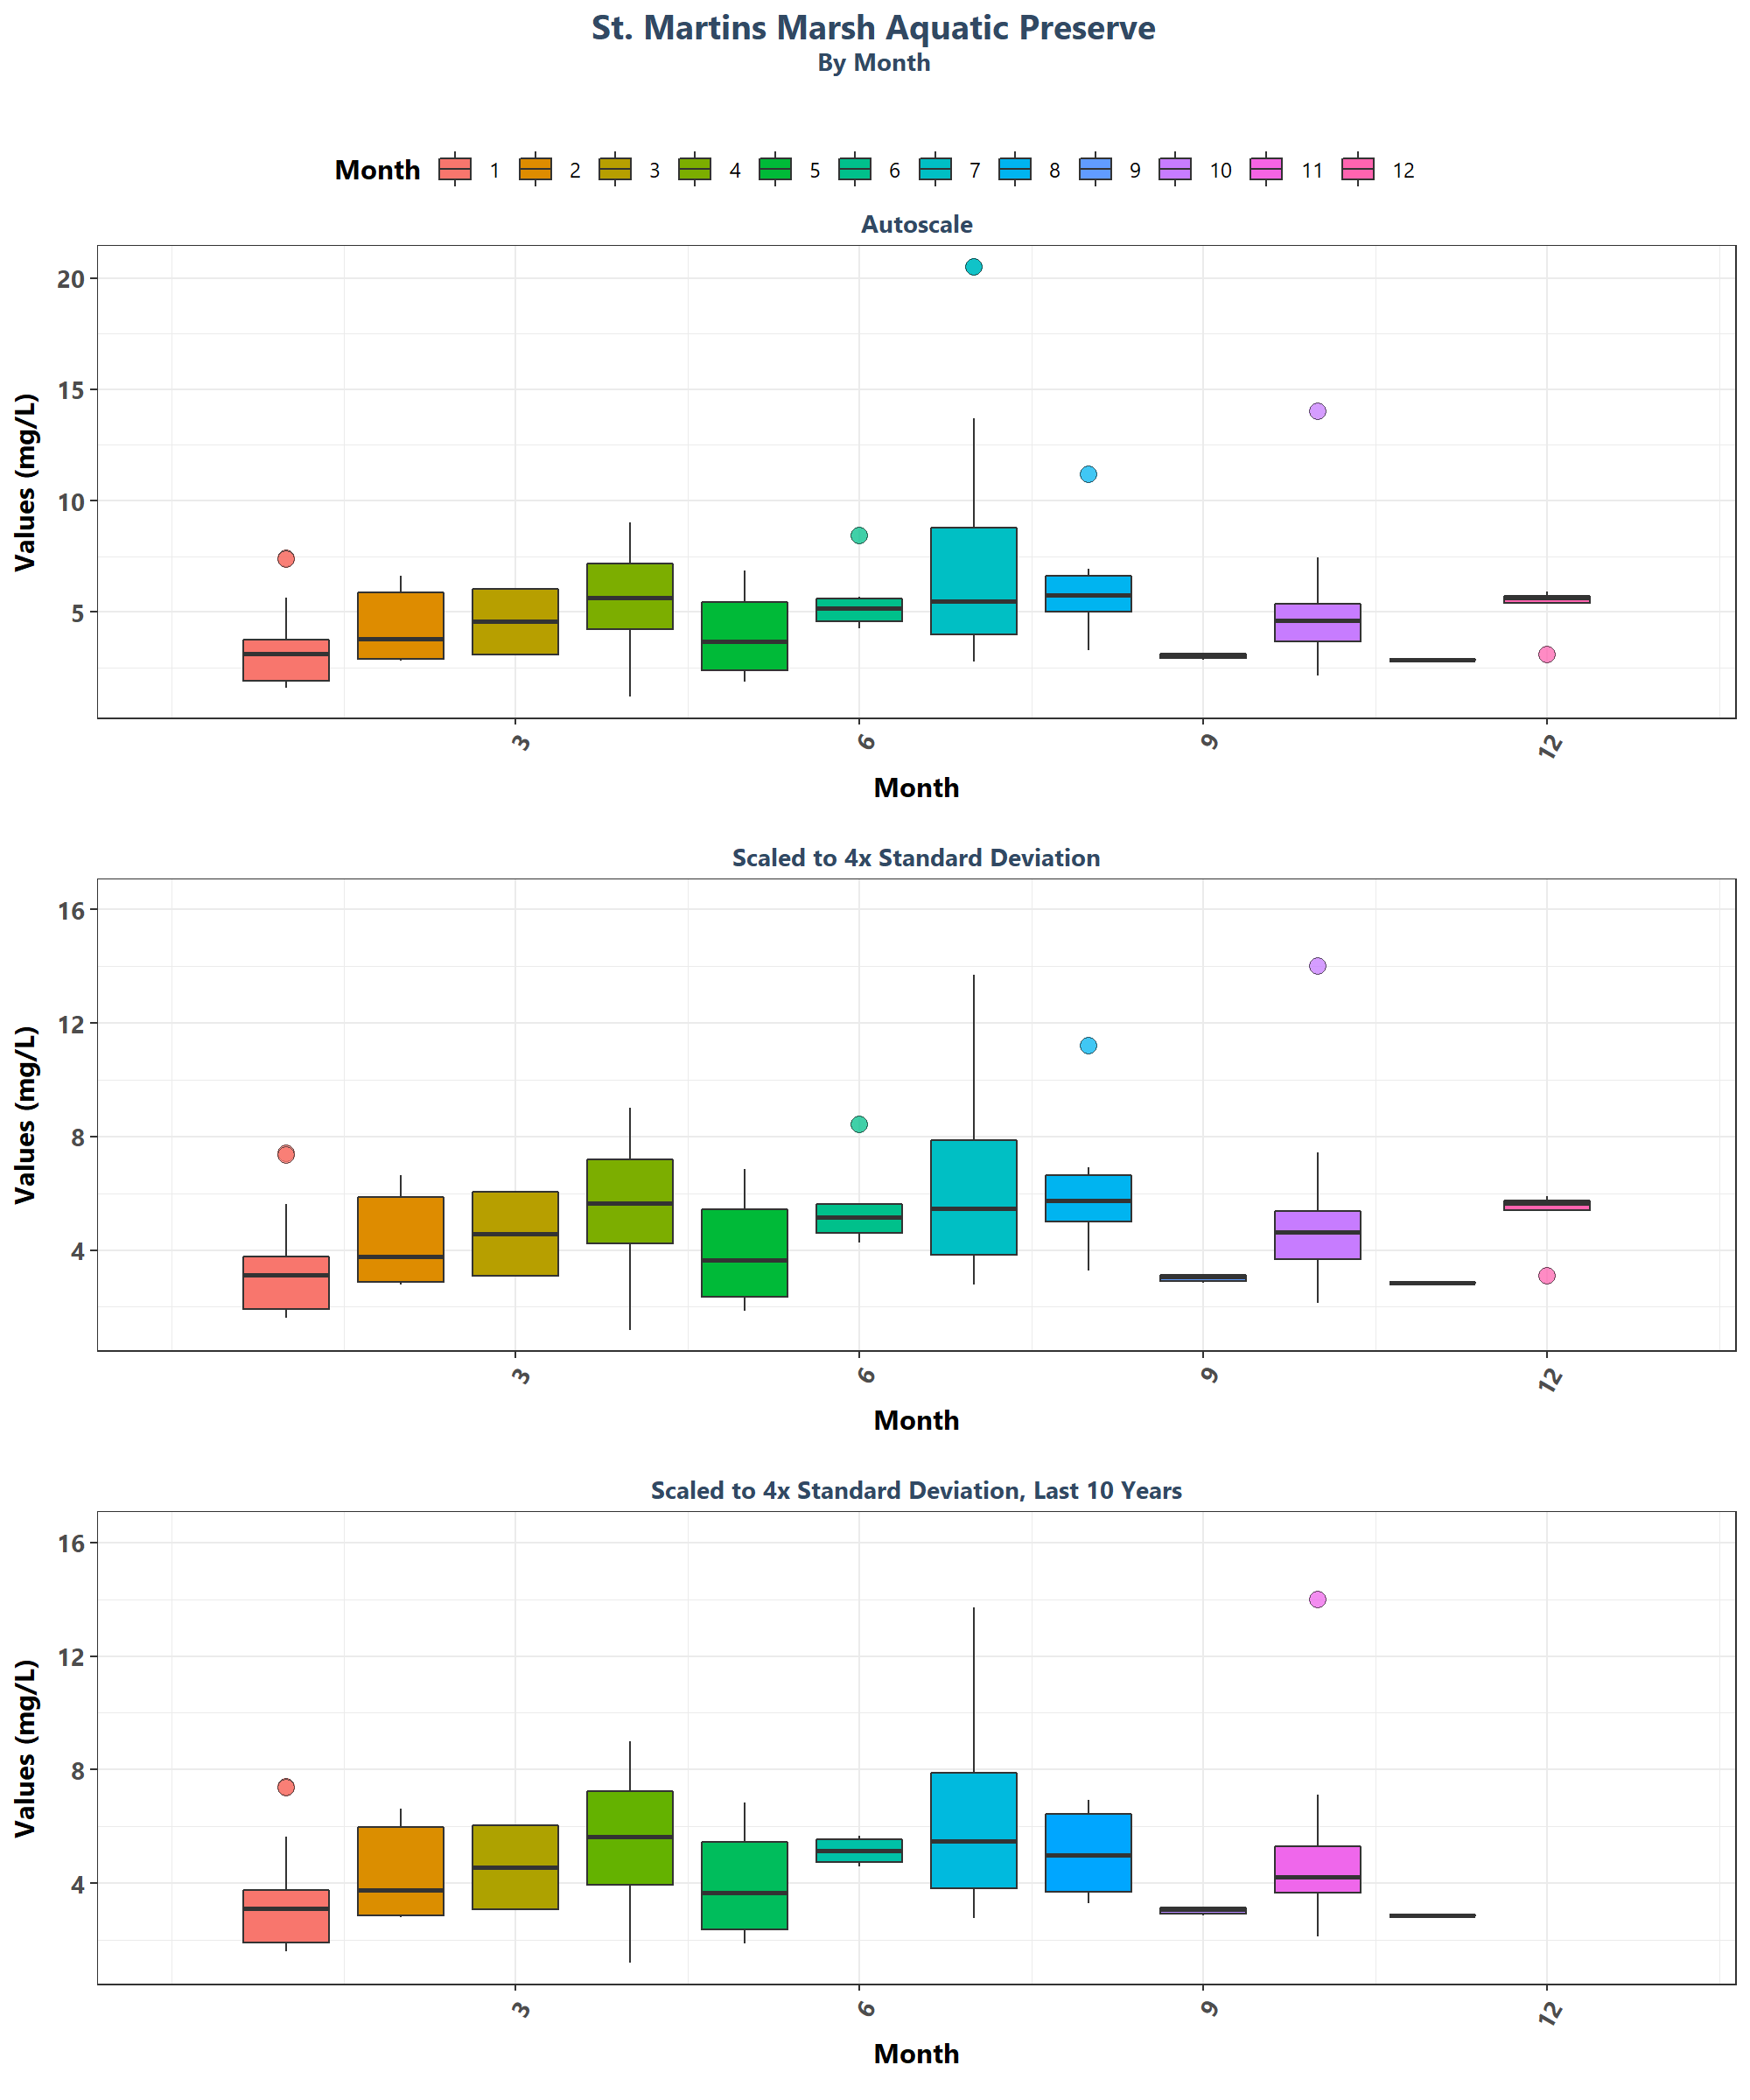 St. Martins Marsh Aquatic Preserve
By Month
Month 1 2 3 4 5 6 7 8 9 10 11 12
Autoscale
Values (mg/L)
20
15
10
5
3 6 9 12
Month
Scaled to 4x Standard Deviation
Values (mg/L)
16
12
8
4
3 6 9 12
Month
Scaled to 4x Standard Deviation, Last 10 Years
Values (mg/L)
16
12
8
4
3 6 9 12
Month